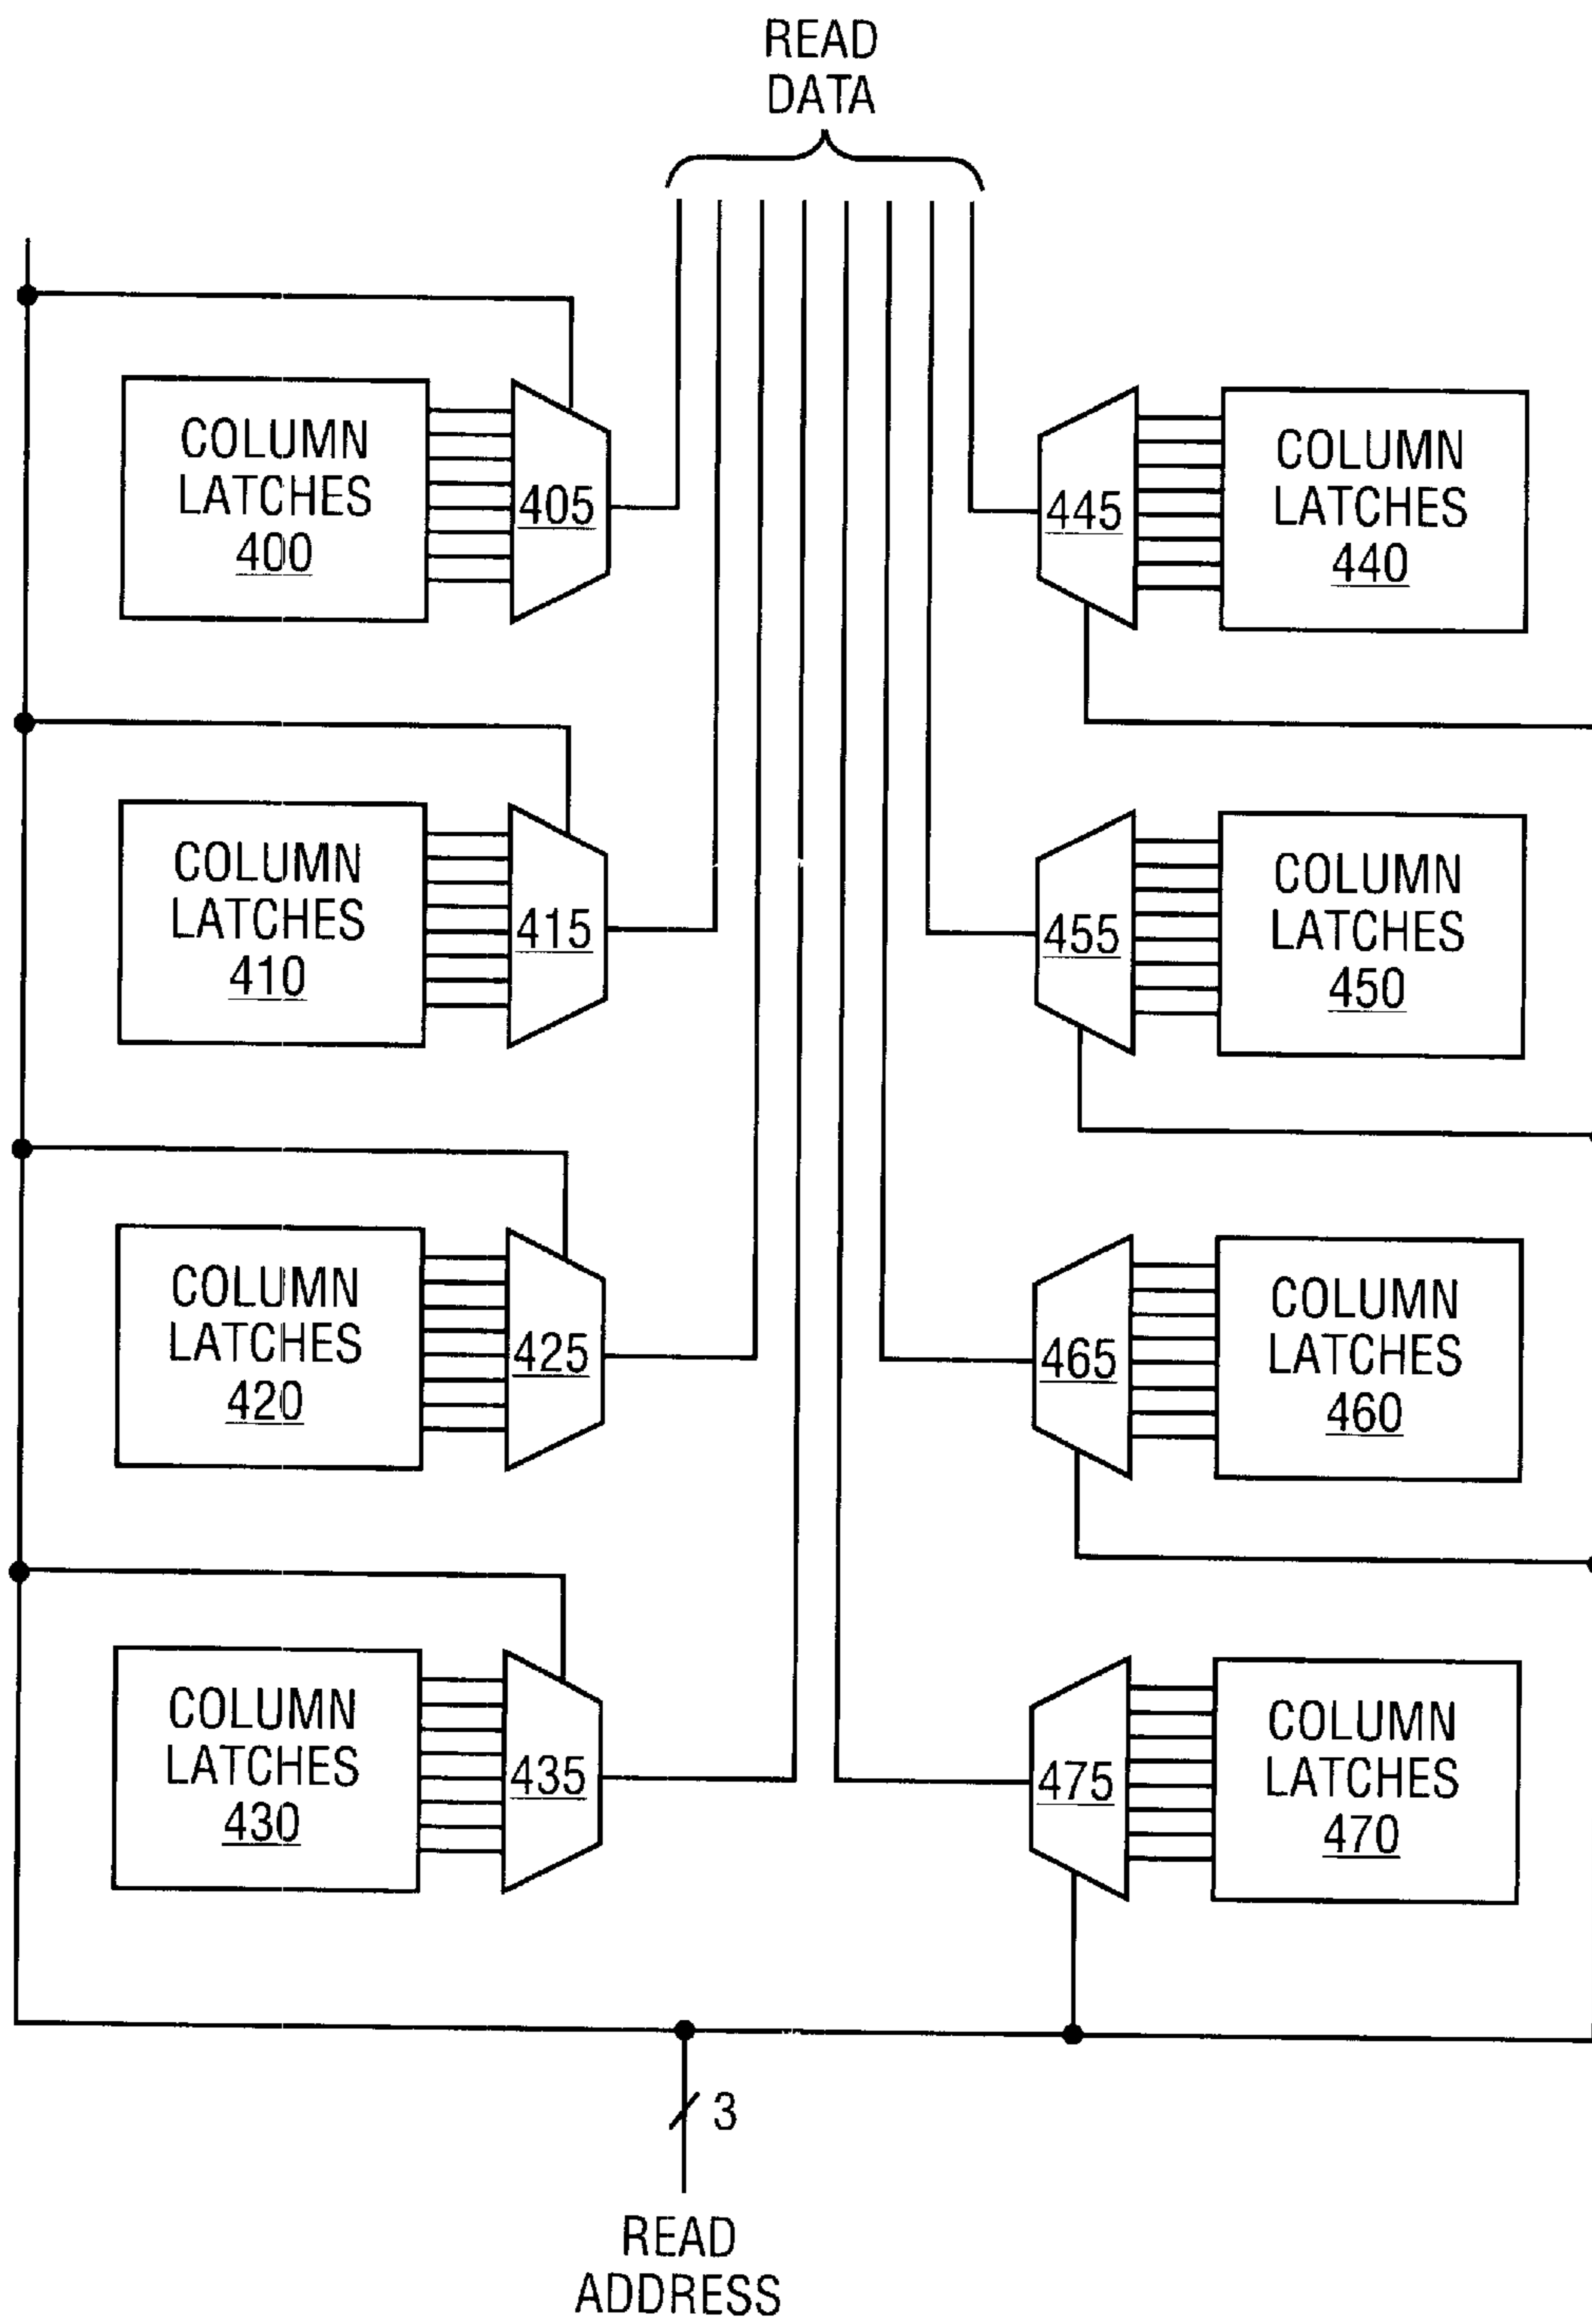 READ
DATA
COLUMN
LATCHES
400
405
445
COLUMN
LATCHES
440
COLUMN
LATCHES
410
415
455
COLUMN
LATCHES
450
COLUMN
LATCHES
420
425
465
COLUMN
LATCHES
460
COLUMN
LATCHES
430
435
475
COLUMN
LATCHES
470
3
READ
ADDRESS